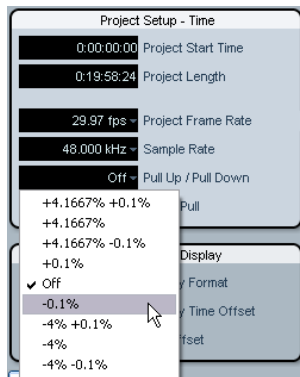 Project Setup - Time
0:00:00:00 Project Start Time
0:19:58:24 Project Length
29.97 fps Project Frame Rate
48.000 kHz Sample Rate
Off Pull Up / Pull Down
+4.1667% +0.1%
Pull
+4.1667%
+4.1667% -0.1%
Display
+0.1%
Off
y Format
-0.1%
y Time Offset
-4% +0.1%
ffset
-4%
-4% -0.1%